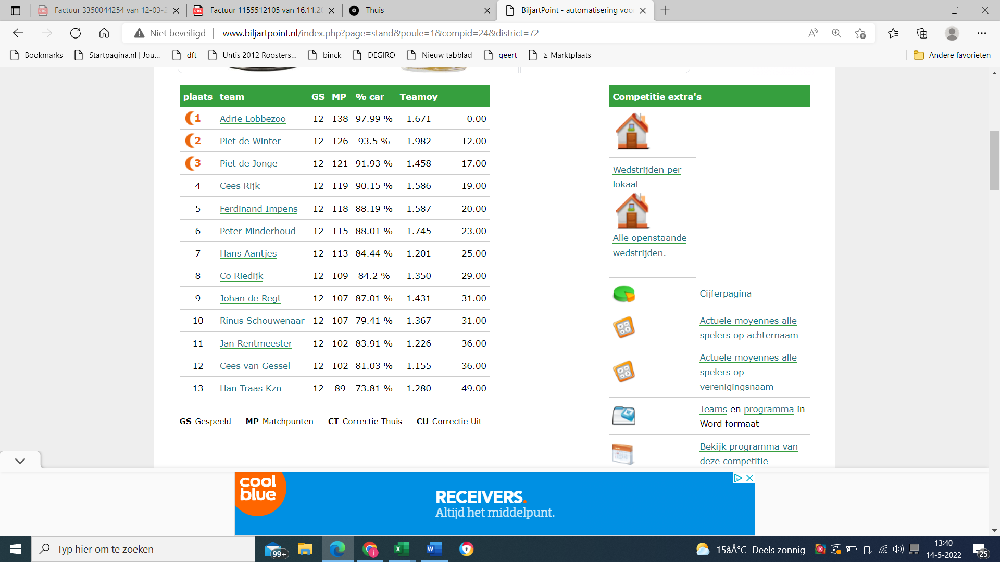 Factuur 3350044254 van 12-03-2
Factuur 1155512105 van 16.11.20
Thuis
BiljartPoint - automatisering voor
Niet beveiligd
www.biljartpoint.nl/index.php?page=stand&poule=1&compid=24&district=72
Bookmarks
Startpagina.nl | Jou...
dft
Untis 2012 Roosters...
binck
DEGIRO
Nieuw tabblad
geert
≥ Marktplaats
Andere favorieten
plaats team GS MP % car Teamoy
1 Adrie Lobbezoo 12 138 97.99 % 1.671 0.00
2 Piet de Winter 12 126 93.5 % 1.982 12.00
3 Piet de Jonge 12 121 91.93 % 1.458 17.00
4 Cees Rijk 12 119 90.15 % 1.586 19.00
5 Ferdinand Impens 12 118 88.19 % 1.587 20.00
6 Peter Minderhoud 12 115 88.01 % 1.745 23.00
7 Hans Aantjes 12 113 84.44 % 1.201 25.00
8 Co Riedijk 12 109 84.2 % 1.350 29.00
9 Johan de Regt 12 107 87.01 % 1.431 31.00
10 Rinus Schouwenaar 12 107 79.41 % 1.367 31.00
11 Jan Rentmeester 12 102 83.91 % 1.226 36.00
12 Cees van Gessel 12 102 81.03 % 1.155 36.00
13 Han Traas Kzn 12 89 73.81 % 1.280 49.00
GS Gespeeld MP Matchpunten CT Correctie Thuis CU Correctie Uit
Competitie extra's
Wedstrijden per
lokaal
Alle openstaande
wedstrijden.
Cijferpagina
Actuele moyennes alle
spelers op achternaam
Actuele moyennes alle
spelers op
verenigingsnaam
Teams en programma in
Word formaat
Bekijk programma van
deze competitie
cool
blue
RECEIVERS.
Altijd het middelpunt.
Typ hier om te zoeken
99+
15âÂ°C Deels zonnig
13:40
14-5-2022
25